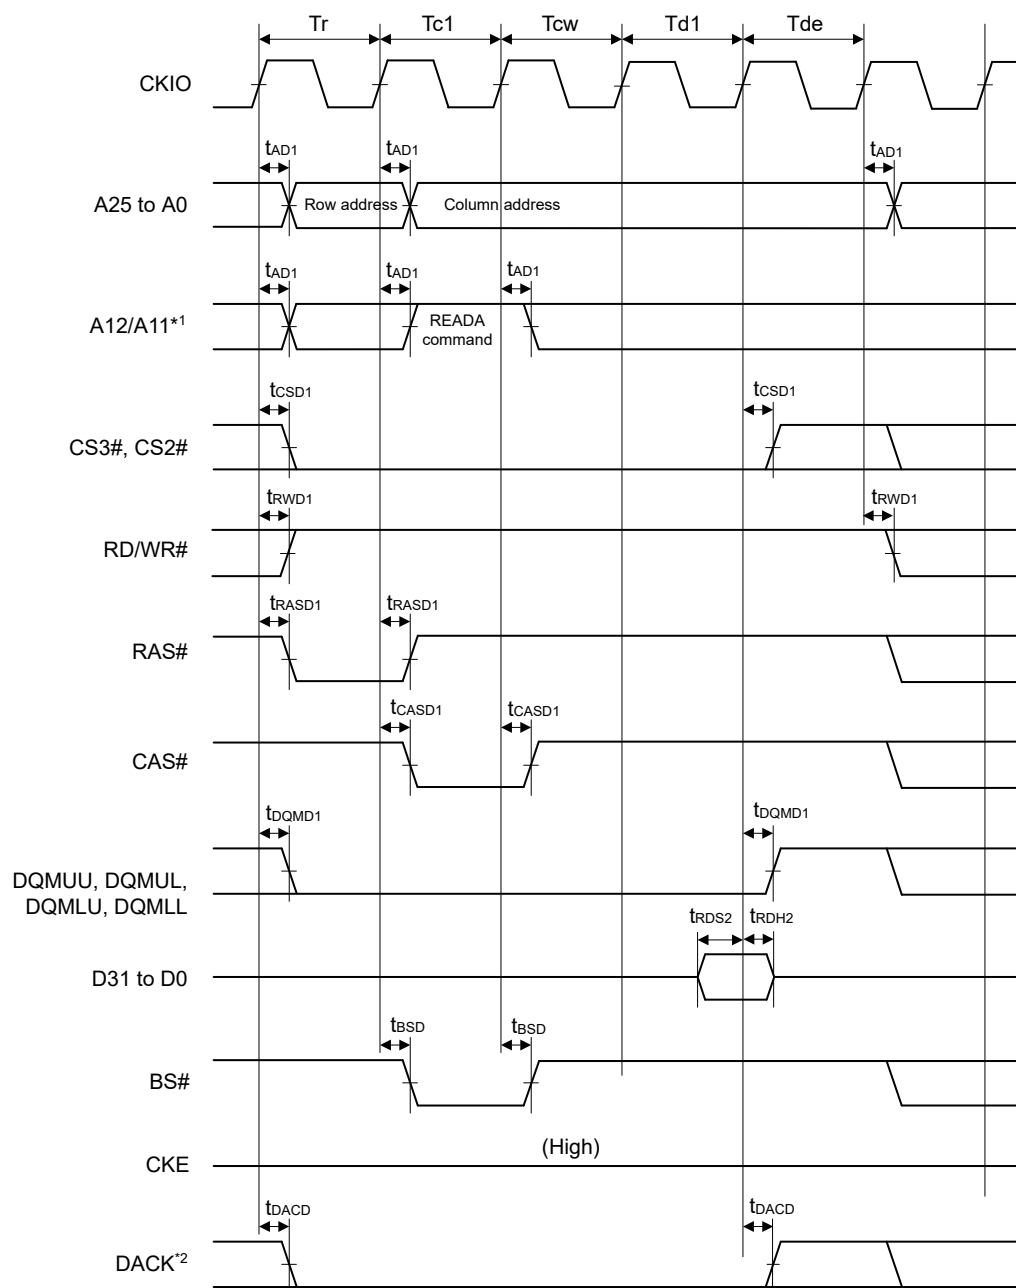 Tr Tc1 Tcw Td1 Tde
CKIO
tAD1 tAD1 tAD1
A25 to A0 Row address Column address
tAD1 tAD1 tAD1
A12/A11*1 READA
command
tCSD1 tCSD1
CS3#, CS2#
tRWD1 tRWD1
RD/WR#
tRASD1 tRASD1
RAS#
tCASD1 tCASD1
CAS#
tDQMD1 tDQMD1
DQMUU, DQMUL,
DQMLU, DQMLL
tRDS2 tRDH2
D31 to D0
tBSD tBSD
BS#
(High)
CKE
tDACD tDACD
DACK*2